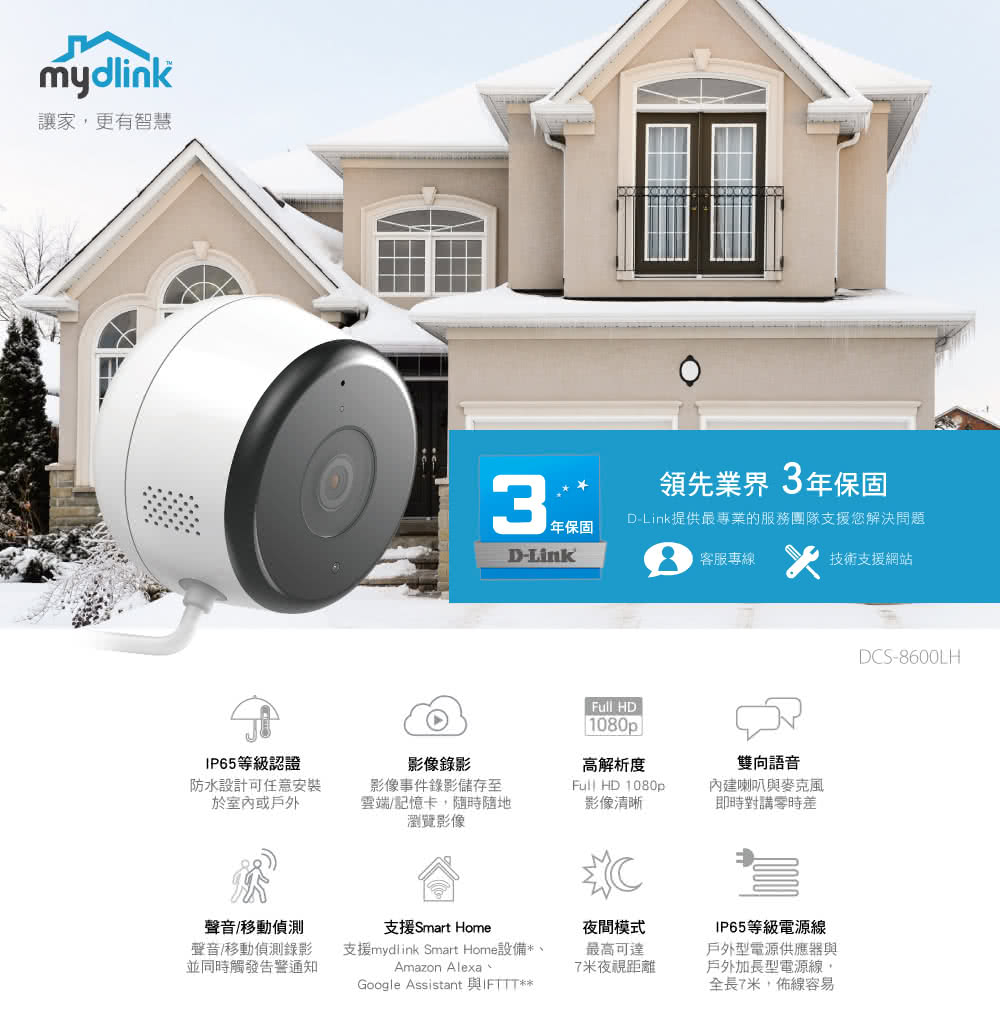 mydlink™
讓家，更有智慧
3
年保固
D-Link
領先業界 3年保固
D-Link提供最專業的服務團隊支援您解決問題
客服專線
技術支援網站
DCS-8600LH
Full HD
1080p
IP65等級認證
防水設計可任意安裝
於室內或戶外
影像錄影
影像事件錄影儲存至
雲端/記憶卡，隨時隨地
瀏覽影像
高解析度
Full HD 1080p
影像清晰
雙向語音
內建喇叭與麥克風
即時對講零時差
聲音/移動偵測
聲音/移動偵測錄影
並同時觸發告警通知
支援Smart Home
支援mydlink Smart Home設備*、
Amazon Alexa、
Google Assistant 與IFTTT**
夜間模式
最高可達
7米夜視距離
IP65等級電源線
戶外型電源供應器與
戶外加長型電源線，
全長7米，佈線容易